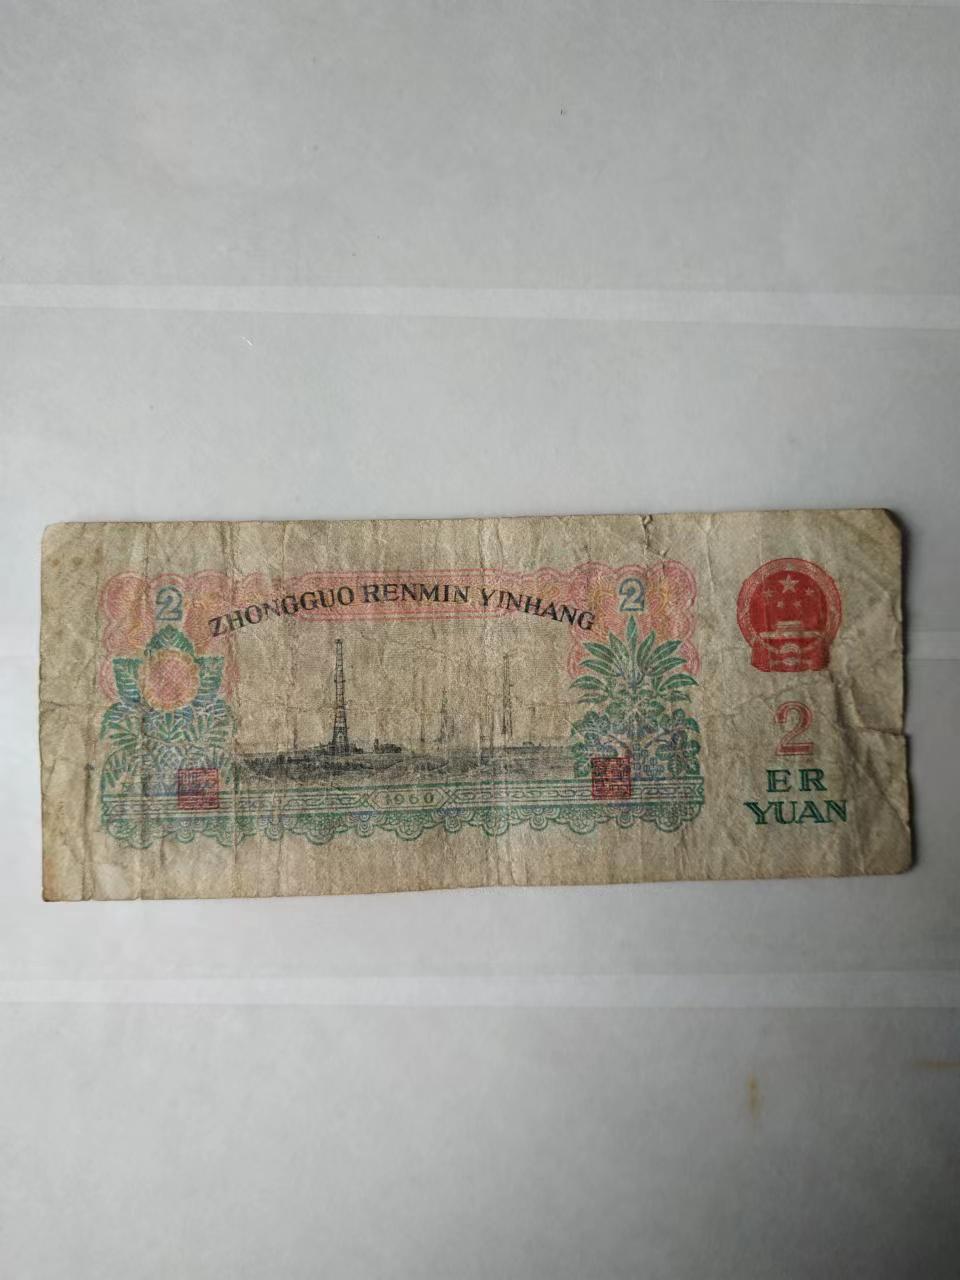 2
ZHONGGUO RENMIN YINHANG
2
1960
2
ER
YUAN